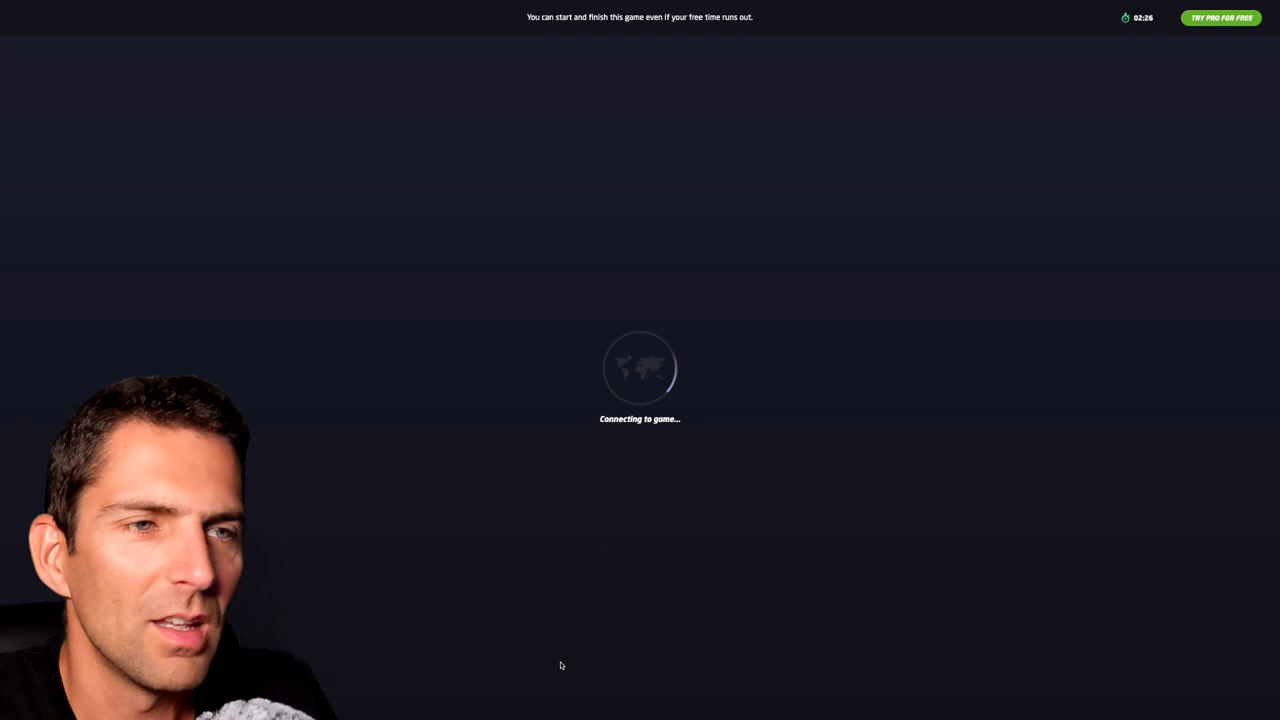 You can start and finish this game even if your free time runs out.
02:26
TRY PRO FOR FREE
Connecting to game...